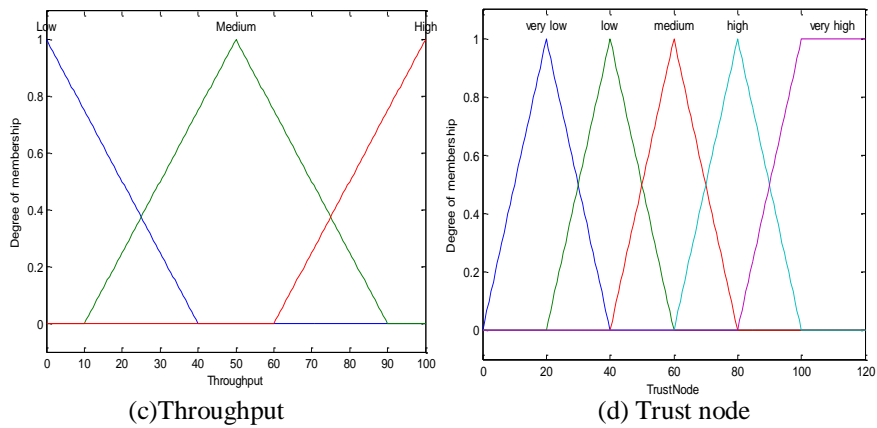 Low Medium High
1
0.8
0.6
0.4
0.2
0
Degree of membership
0 10 20 30 40 50 60 70 80 90 100
Throughput
(c)Throughput
very low low medium high very high
1
0.8
0.6
0.4
0.2
0
Degree of membership
0 20 40 60 80 100 120
TrustNode
(d) Trust node